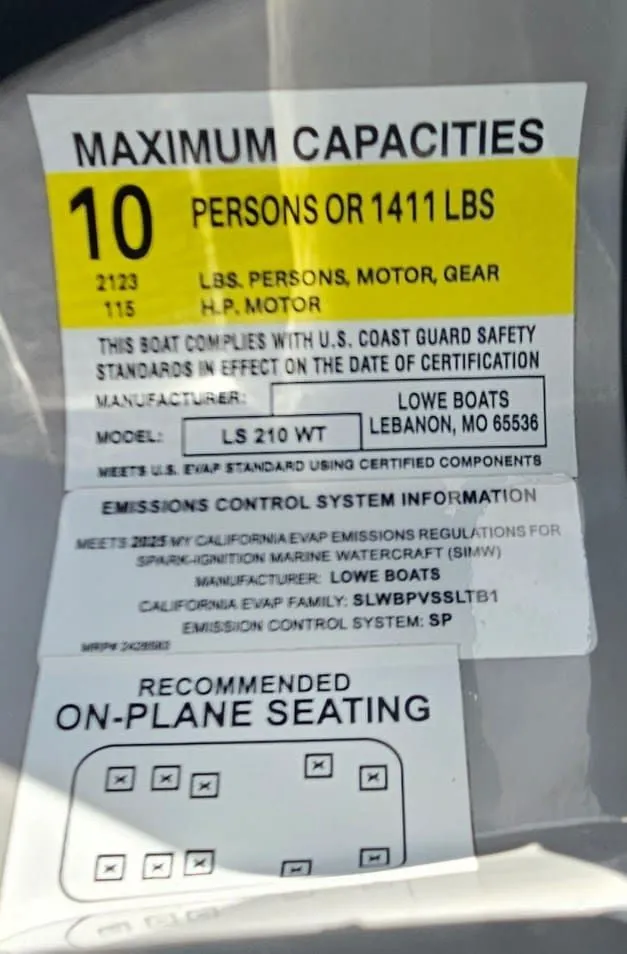 MAXIMUM CAPACITIES
10 PERSONS OR 1411 LBS
2123 LBS. PERSONS, MOTOR, GEAR
115 H.P. MOTOR
THIS BOAT COMPLIES WITH U.S. COAST GUARD SAFETY
STANDARDS IN EFFECT ON THE DATE OF CERTIFICATION
MANUFACTURER: LOWE BOATS
LEBANON, MO 65536
MODEL: LS 210 WT
MEETS U.S. EVAP STANDARD USING CERTIFIED COMPONENTS
EMISSIONS CONTROL SYSTEM INFORMATION
MEETS 2025 MY CALIFORNIA EVAP EMISSIONS REGULATIONS FOR
SPARK-IGNITION MARINE WATERCRAFT (SIMW)
MANUFACTURER: LOWE BOATS
CALIFORNIA EVAP FAMILY: SLWBPVSSLTB1
EMISSION CONTROL SYSTEM: SP
MRP#
RECOMMENDED
ON-PLANE SEATING